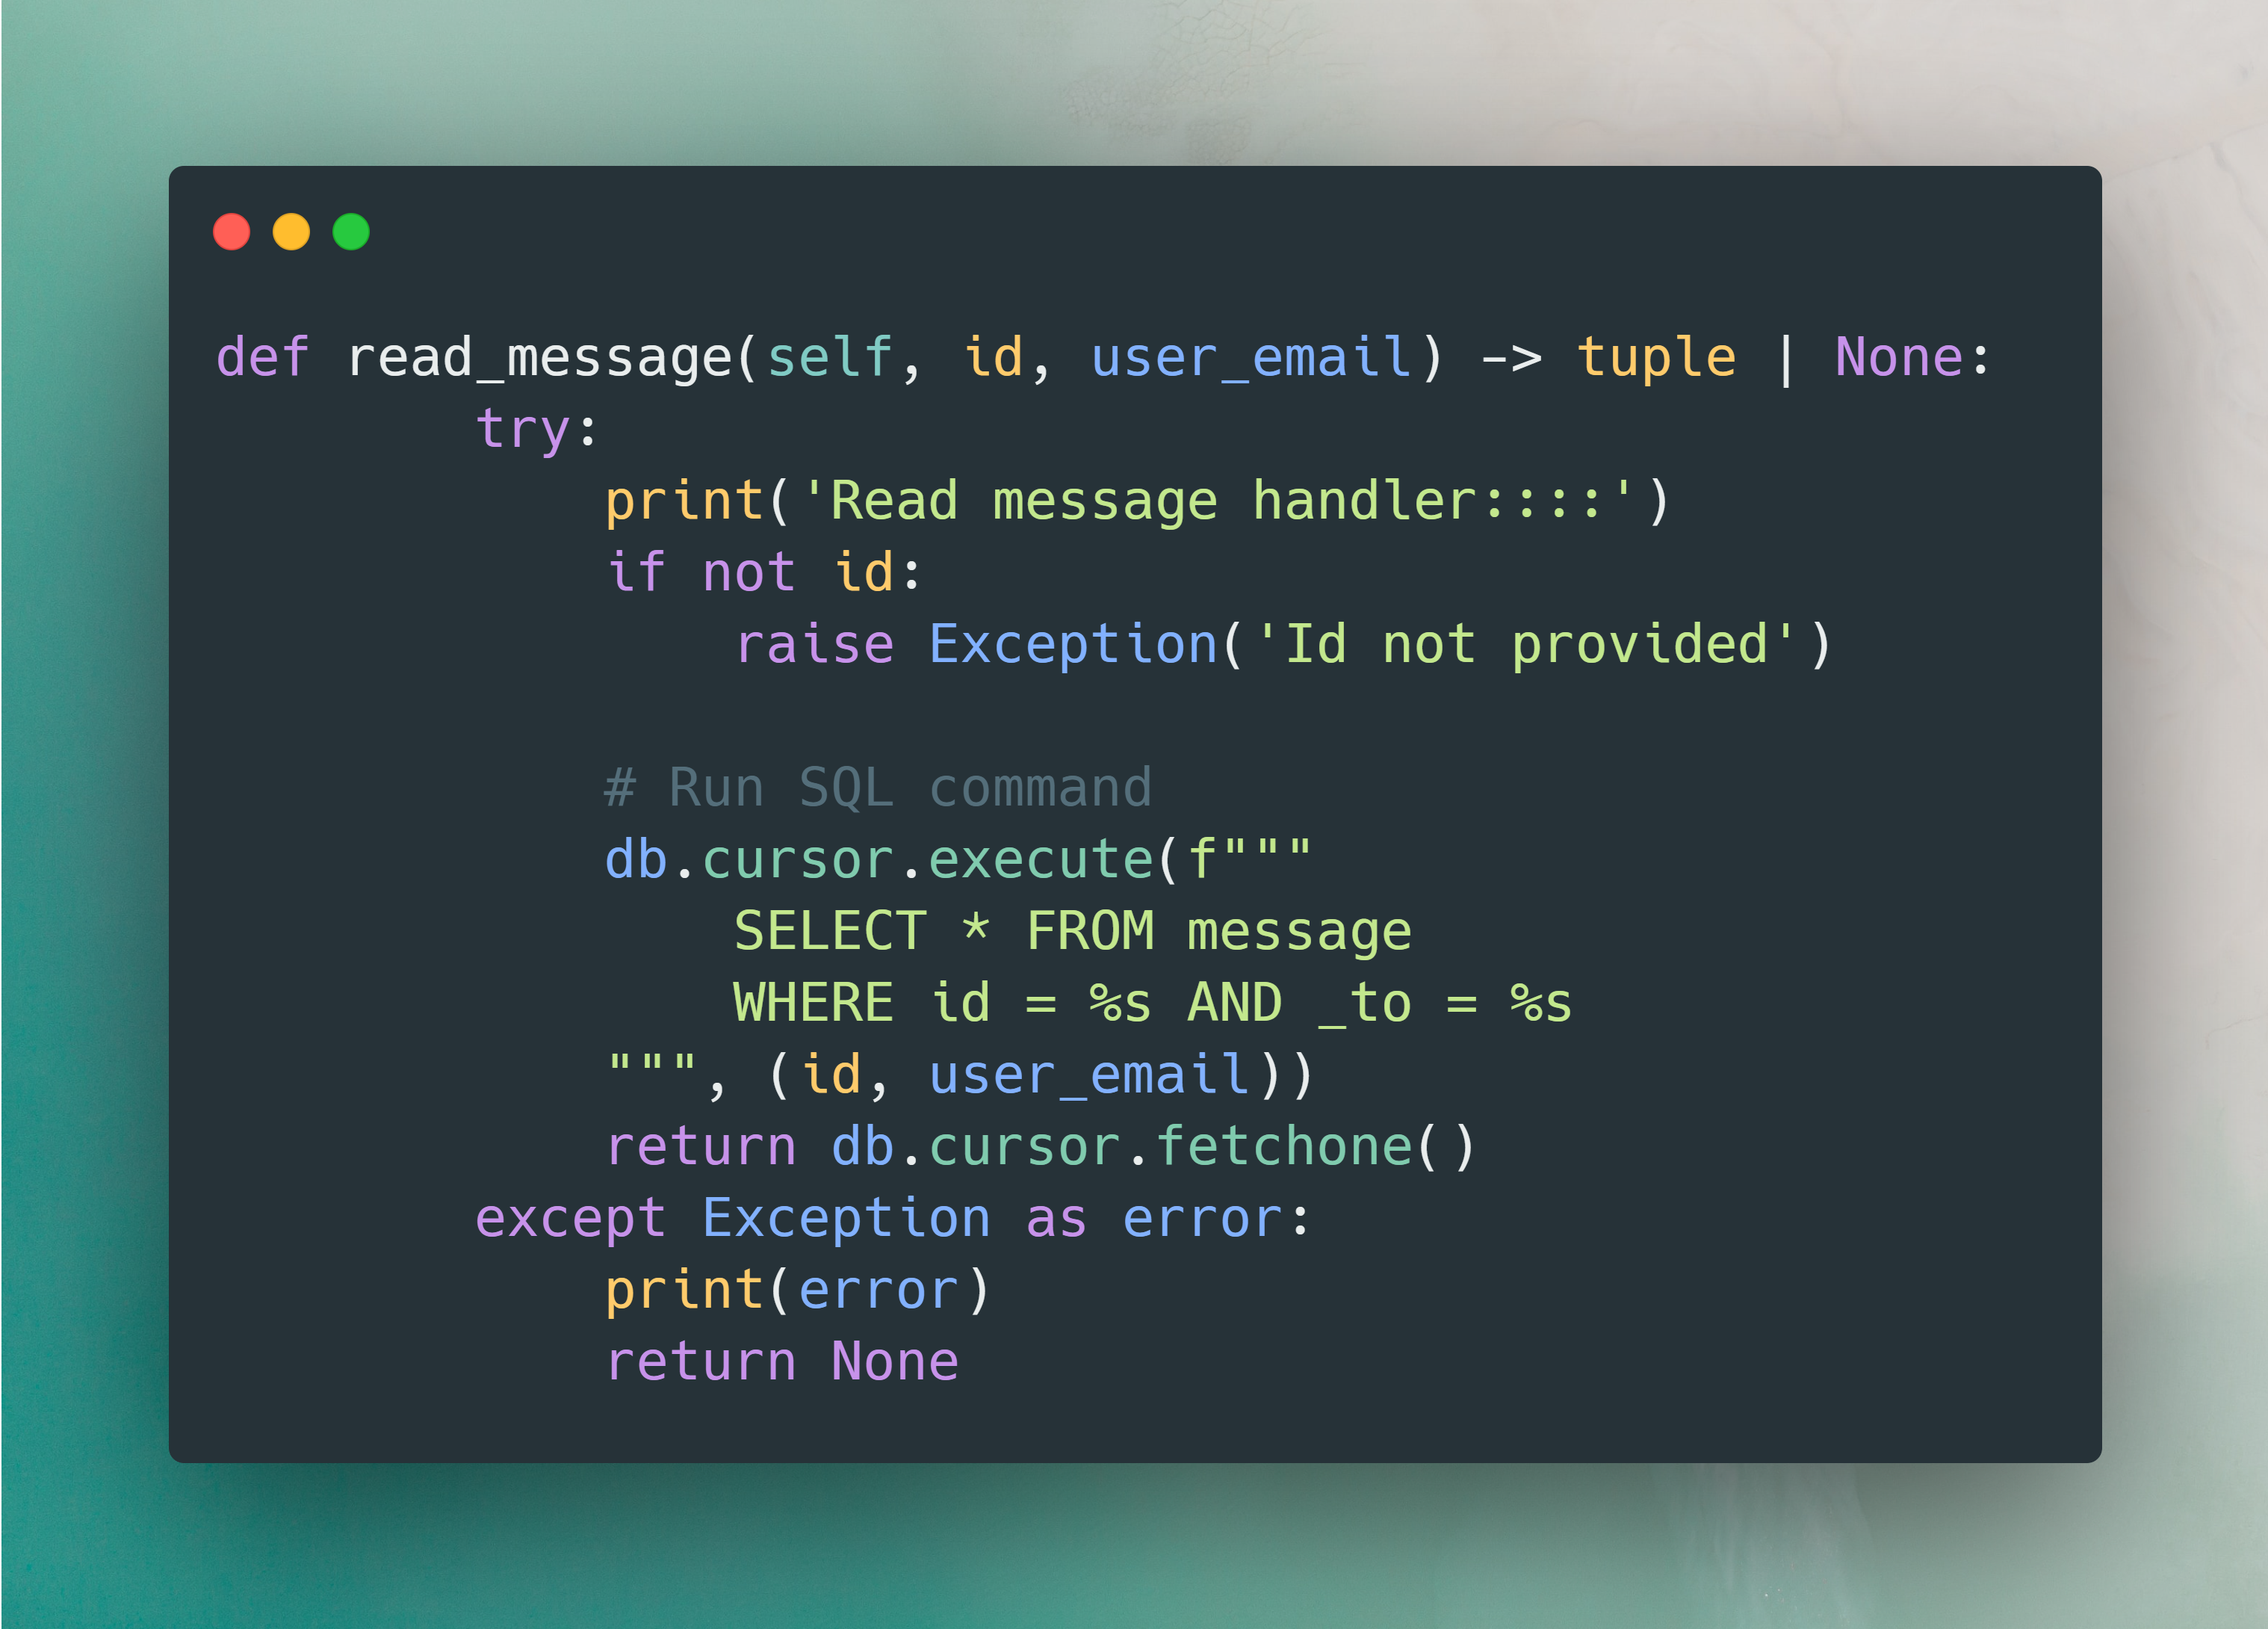 def read_message(self, id, user_email) -> tuple | None:
        try:
            print('Read message handler::::')
            if not id:
                raise Exception('Id not provided')

            # Run SQL command
            db.cursor.execute(f"""
                SELECT * FROM message
                WHERE id = %s AND _to = %s
            """, (id, user_email))
            return db.cursor.fetchone()
        except Exception as error:
            print(error)
            return None